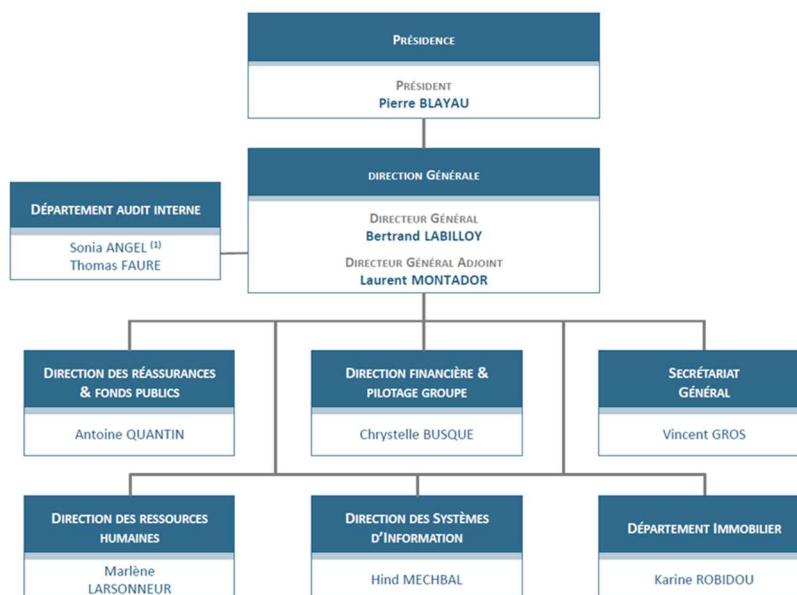 PRÉSIDENCE
PRÉSIDENT
Pierre BLAYAU
DIRECTION GÉNÉRALE
DIRECTEUR GÉNÉRAL
Bertrand LABILLOY
DIRECTEUR GÉNÉRAL ADJOINT
Laurent MONTADOR
DÉPARTEMENT AUDIT INTERNE
Sonia ANGEL (1)
Thomas FAURE
DIRECTION DES RÉASSURANCES
& FONDS PUBLICS
Antoine QUANTIN
DIRECTION FINANCIÈRE &
PILOTAGE GROUPE
Chrystelle BUSQUE
SECRÉTARIAT
GÉNÉRAL
Vincent GROS
DIRECTION DES RESSOURCES
HUMAINES
Marlène
LARSONNEUR
DIRECTION DES SYSTÈMES
D'INFORMATION
Hind MECHBAL
DÉPARTEMENT IMMOBILIER
Karine ROBIDOU